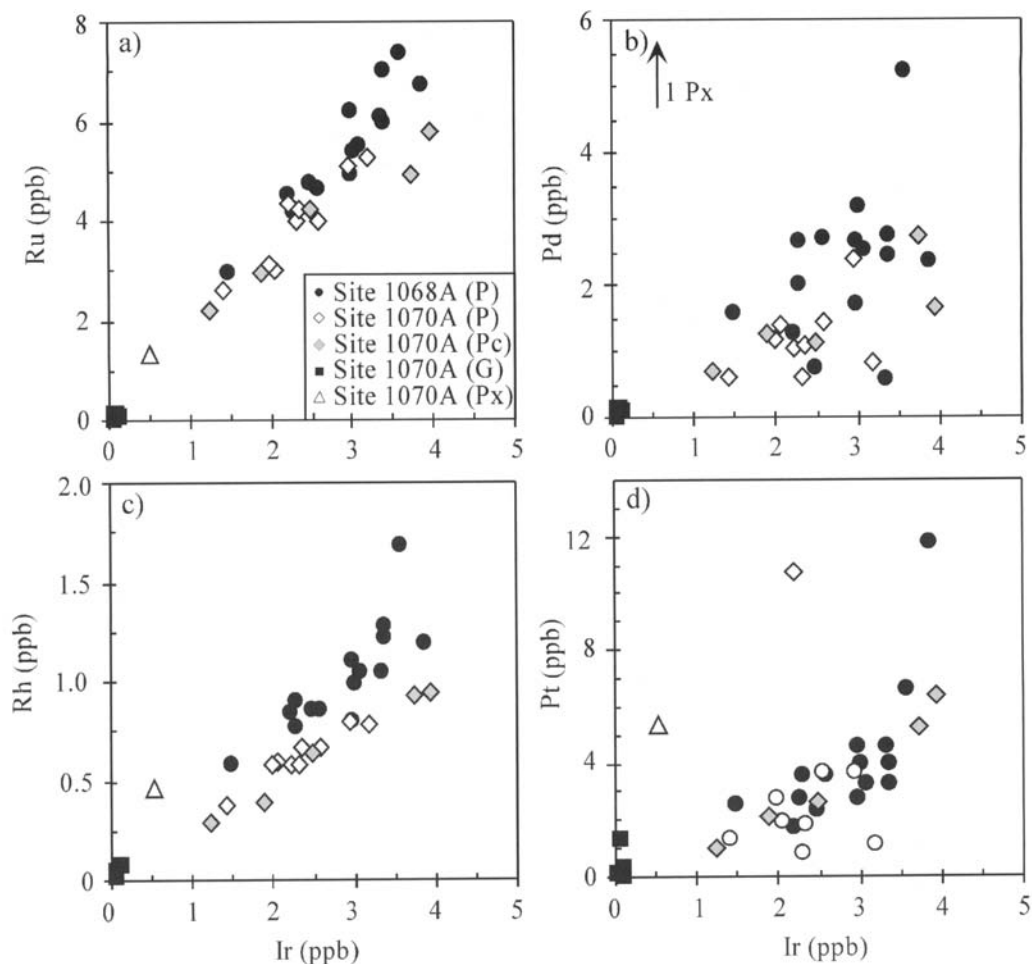 a)
8
6
4
2
0
Ru (ppb)
0 1 2 3 4 5
Site 1068A (P)
Site 1070A (P)
Site 1070A (Pc)
Site 1070A (G)
Site 1070A (Px)
b)
1 Px
6
4
2
0
Pd (ppb)
0 1 2 3 4 5
c)
2.0
1.5
1.0
0.5
0
Rh (ppb)
0 1 2 3 4 5
Ir (ppb)
d)
12
8
4
0
Pt (ppb)
0 1 2 3 4 5
Ir (ppb)